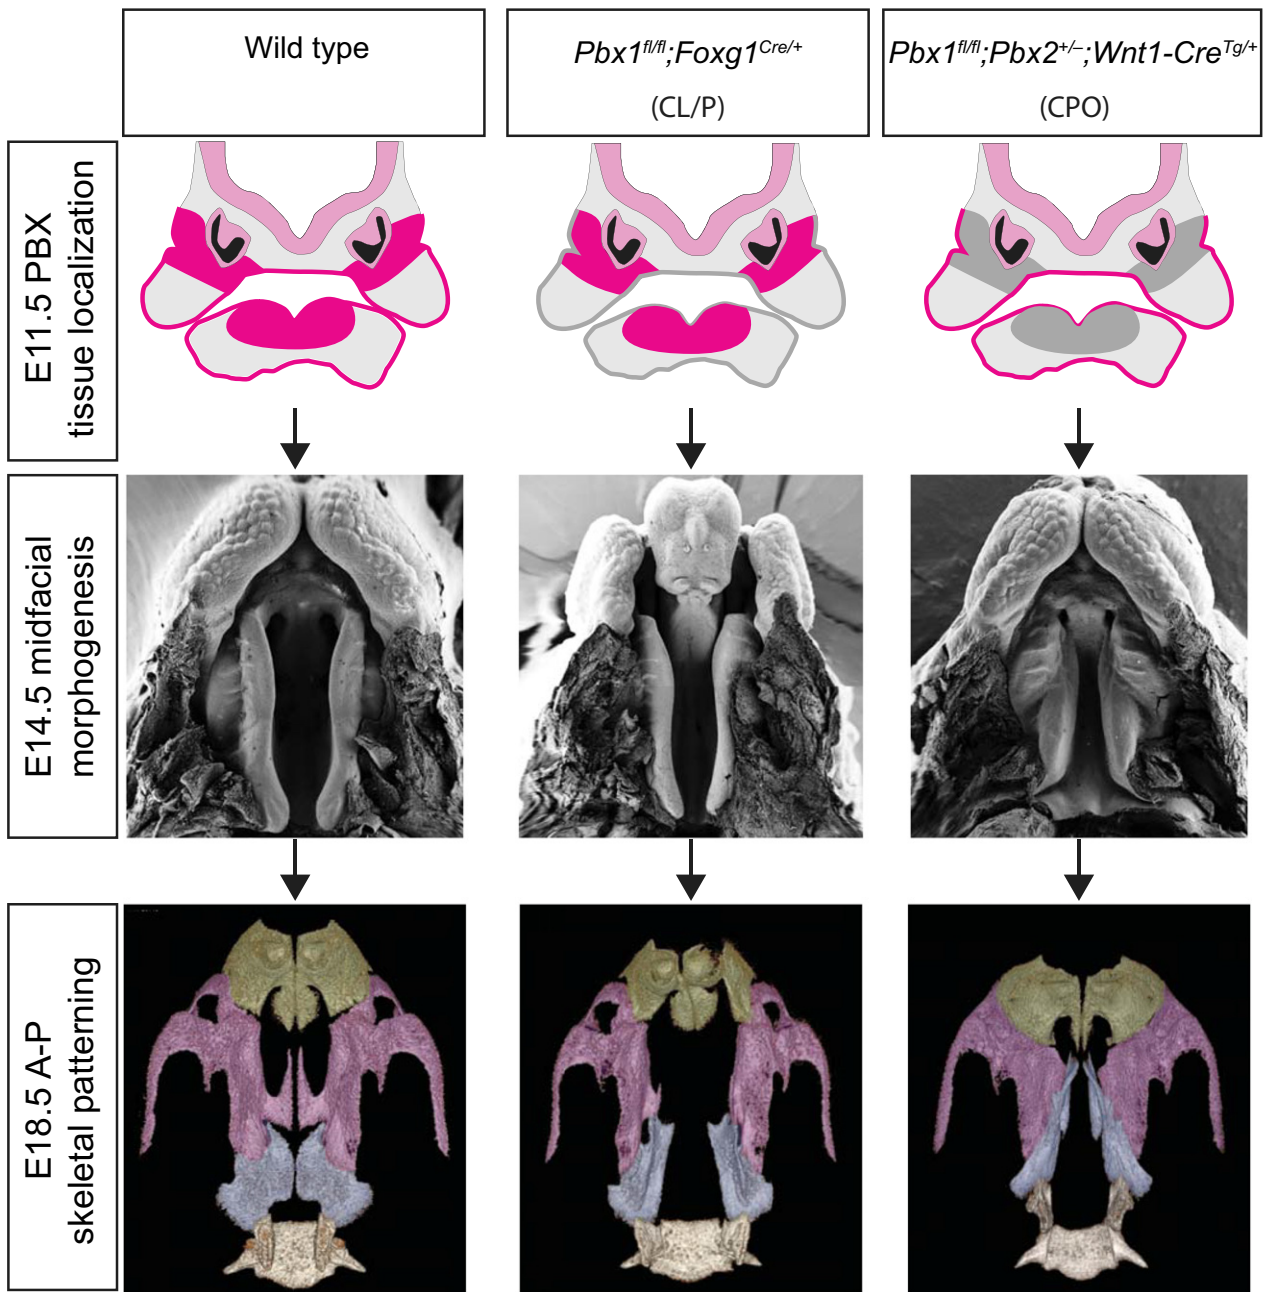 Wild type
Pbx1fl/fl;Foxg1Cre/+
(CL/P)
Pbx1fl/fl;Pbx2+/–;Wnt1-CreTg/+
(CPO)
E11.5 PBX
tissue localization
E14.5 midfacial
morphogenesis
E18.5 A-P
skeletal patterning